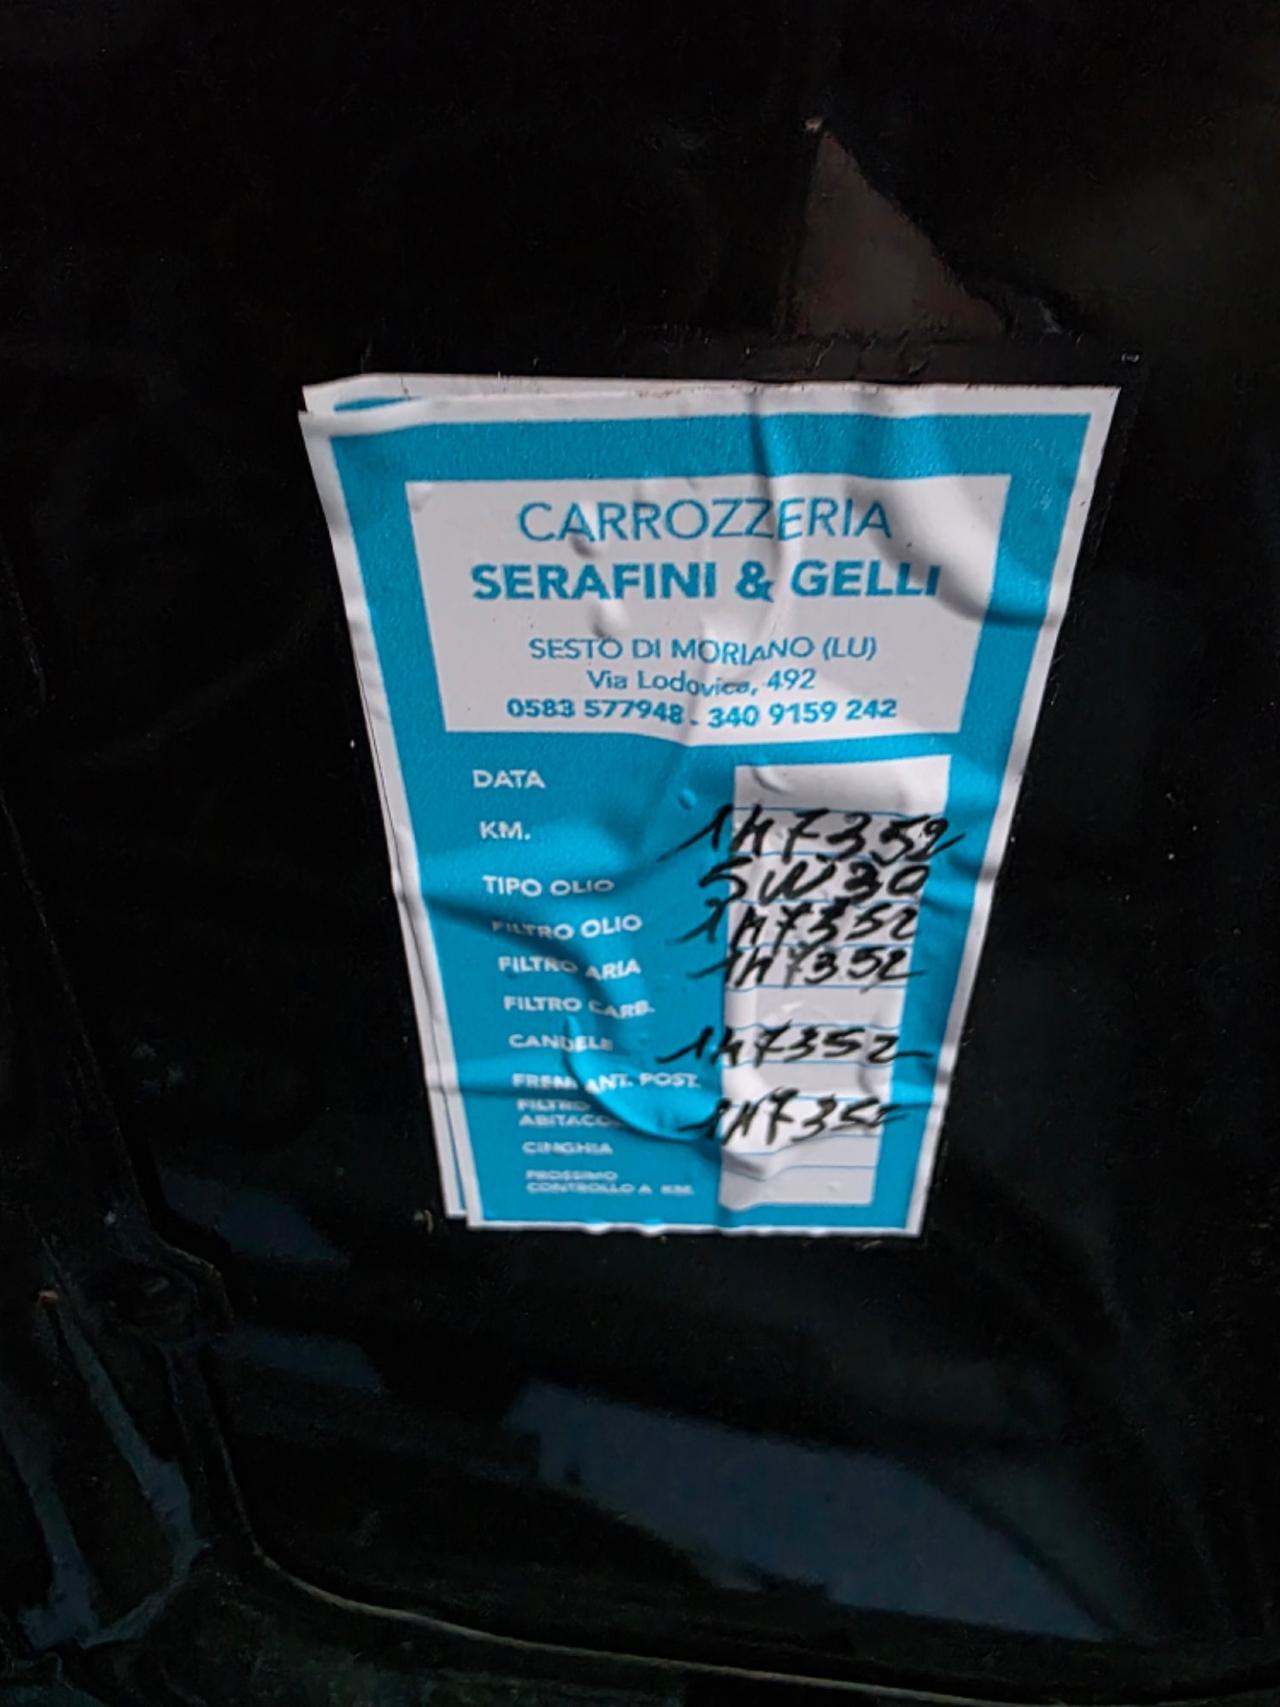 CARROZZERIA
SERAFINI & GELLI
SESTO DI MORIANO (LU)
Via Lodovica, 492
0583 577948 - 340 9159 242
DATA
KM. 147352
TIPO OLIO 5W30
FILTRO OLIO 147352
FILTRO ARIA 147352
FILTRO CARB.
CANDELE 147352
FRENI ANT. POST.
FILTRO
ABITACOLO 147352
CINGHIA
PROSSIMO
CONTROLLO A KM.